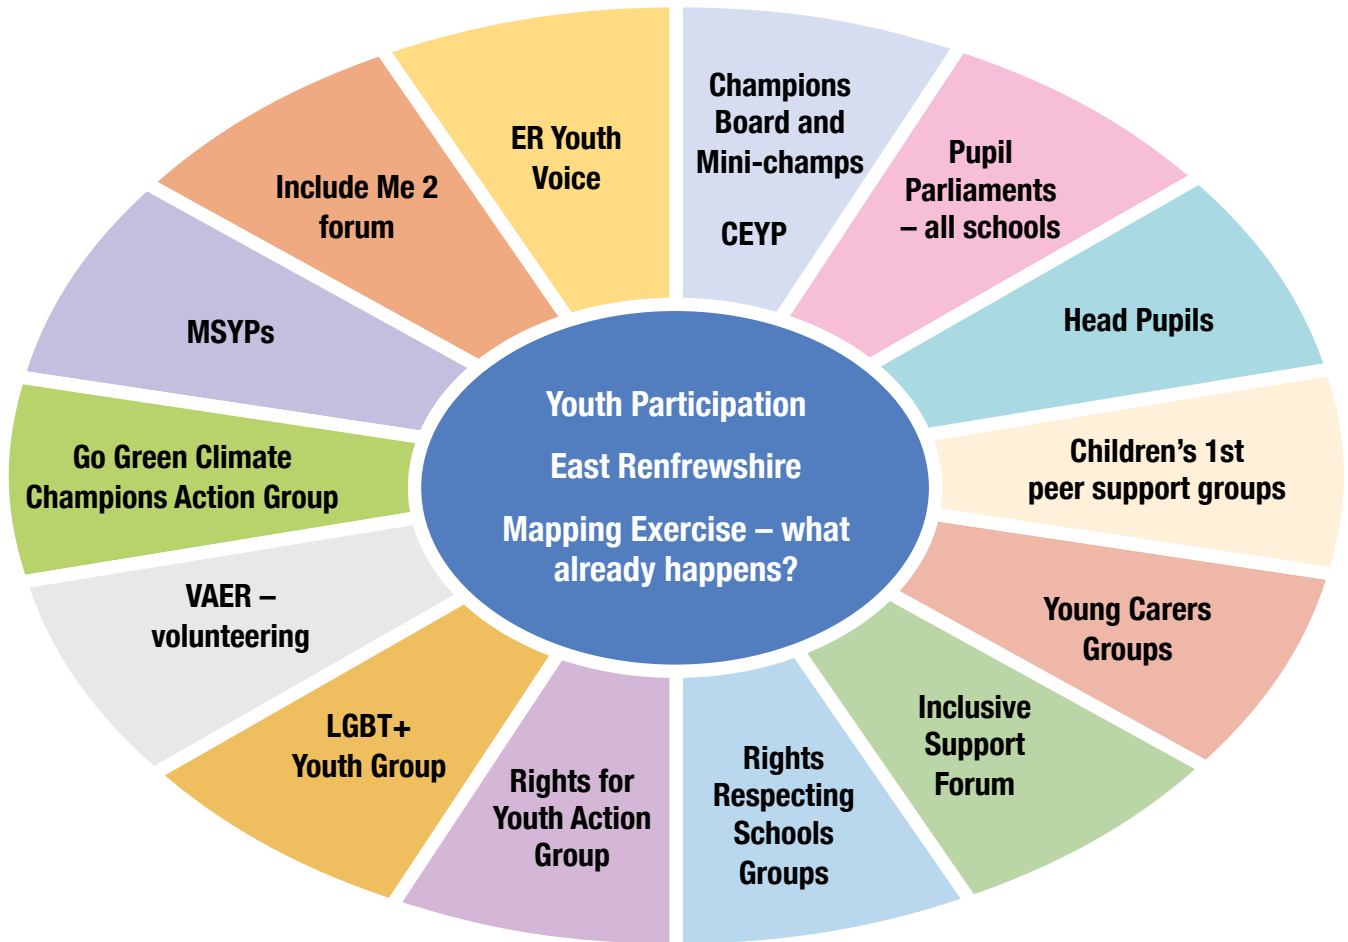 Youth Participation
East Renfrewshire
Mapping Exercise – what
already happens?
Champions
Board and
Mini-champs
CEYP
Pupil
Parliaments
– all schools
Head Pupils
Children’s 1st
peer support groups
Young Carers
Groups
Inclusive
Support
Forum
Rights
Respecting
Schools
Groups
Rights for
Youth Action
Group
LGBT+
Youth Group
VAER –
volunteering
Go Green Climate
Champions Action Group
MSYPs
Include Me 2
forum
ER Youth
Voice